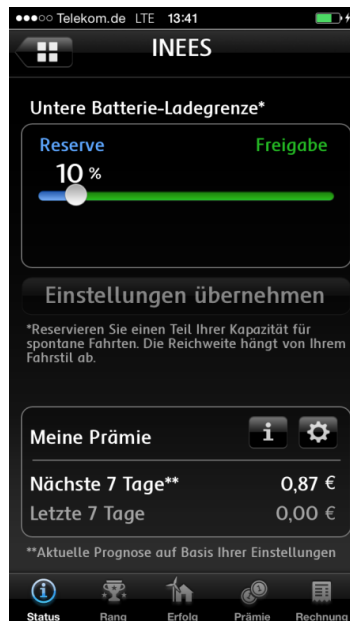 Telekom.de LTE 13:41
INEES
Untere Batterie-Ladegrenze*
Reserve Freigabe
10 %
Einstellungen übernehmen
*Reservieren Sie einen Teil Ihrer Kapazität für
spontane Fahrten. Die Reichweite hängt von Ihrem
Fahrstil ab.
Meine Prämie i
Nächste 7 Tage** 0,87 €
Letzte 7 Tage 0,00 €
**Aktuelle Prognose auf Basis Ihrer Einstellungen
Status Rang Erfolg Prämie Rechnung